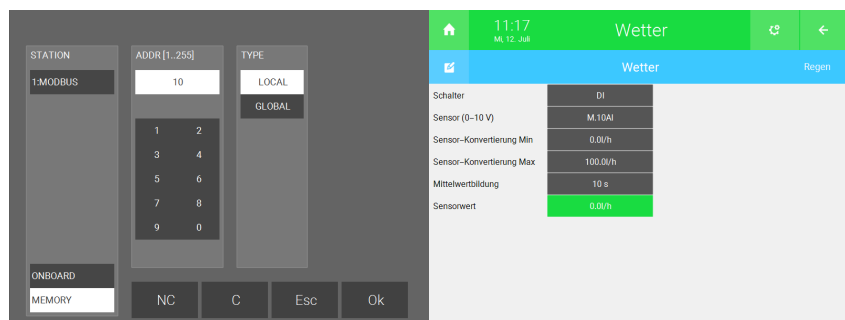 STATION
ADDR [1..255]
TYPE
1:MODBUS
10
LOCAL
GLOBAL
1 2
3 4
5 6
7 8
9 0
ONBOARD
MEMORY
NC
C
Esc
Ok
11:17
MI, 12. Juli
Wetter
Wetter
Regen
Schalter DI
Sensor (0–10 V) M.10AI
Sensor–Konvertierung Min 0.0l/h
Sensor–Konvertierung Max 100.0l/h
Mittelwertbildung 10 s
Sensorwert 0.0l/h